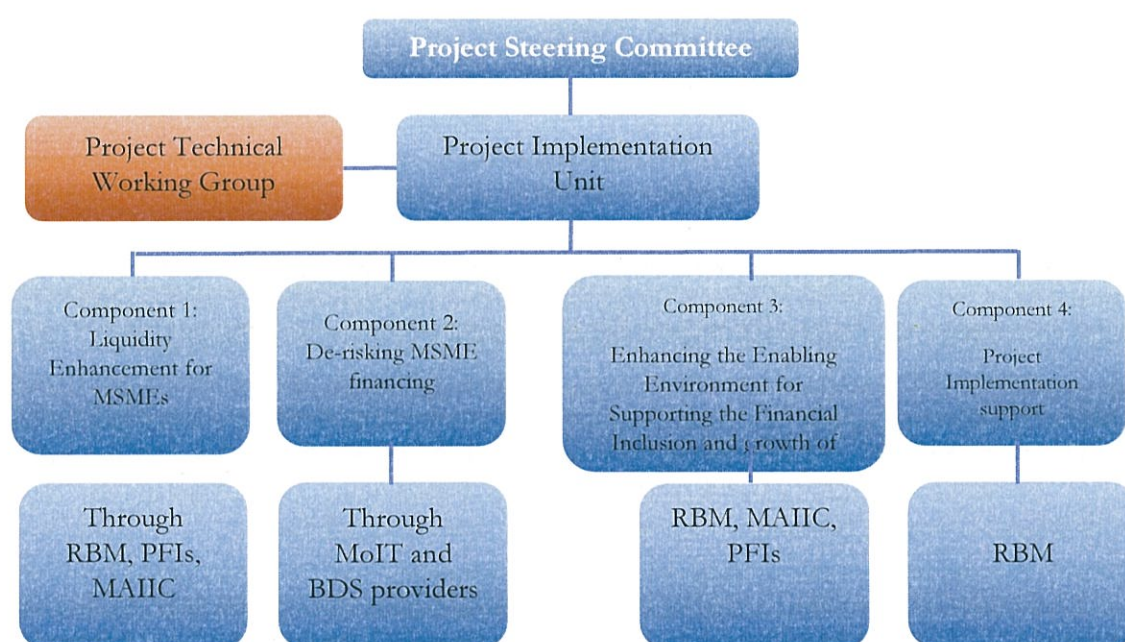 Project Steering Committee
Project Technical
Working Group
Project Implementation
Unit
Component 1:
Liquidity
Enhancement for
MSMEs
Component 2:
De-risking MSME
financing
Component 3:
Enhancing the Enabling
Environment for
Supporting the Financial
Inclusion and growth of
Component 4:
Project
Implementation
support
Through
RBM, PFIs,
MAIIC
Through
MoIT and
BDS providers
RBM, MAIIC,
PFIs
RBM